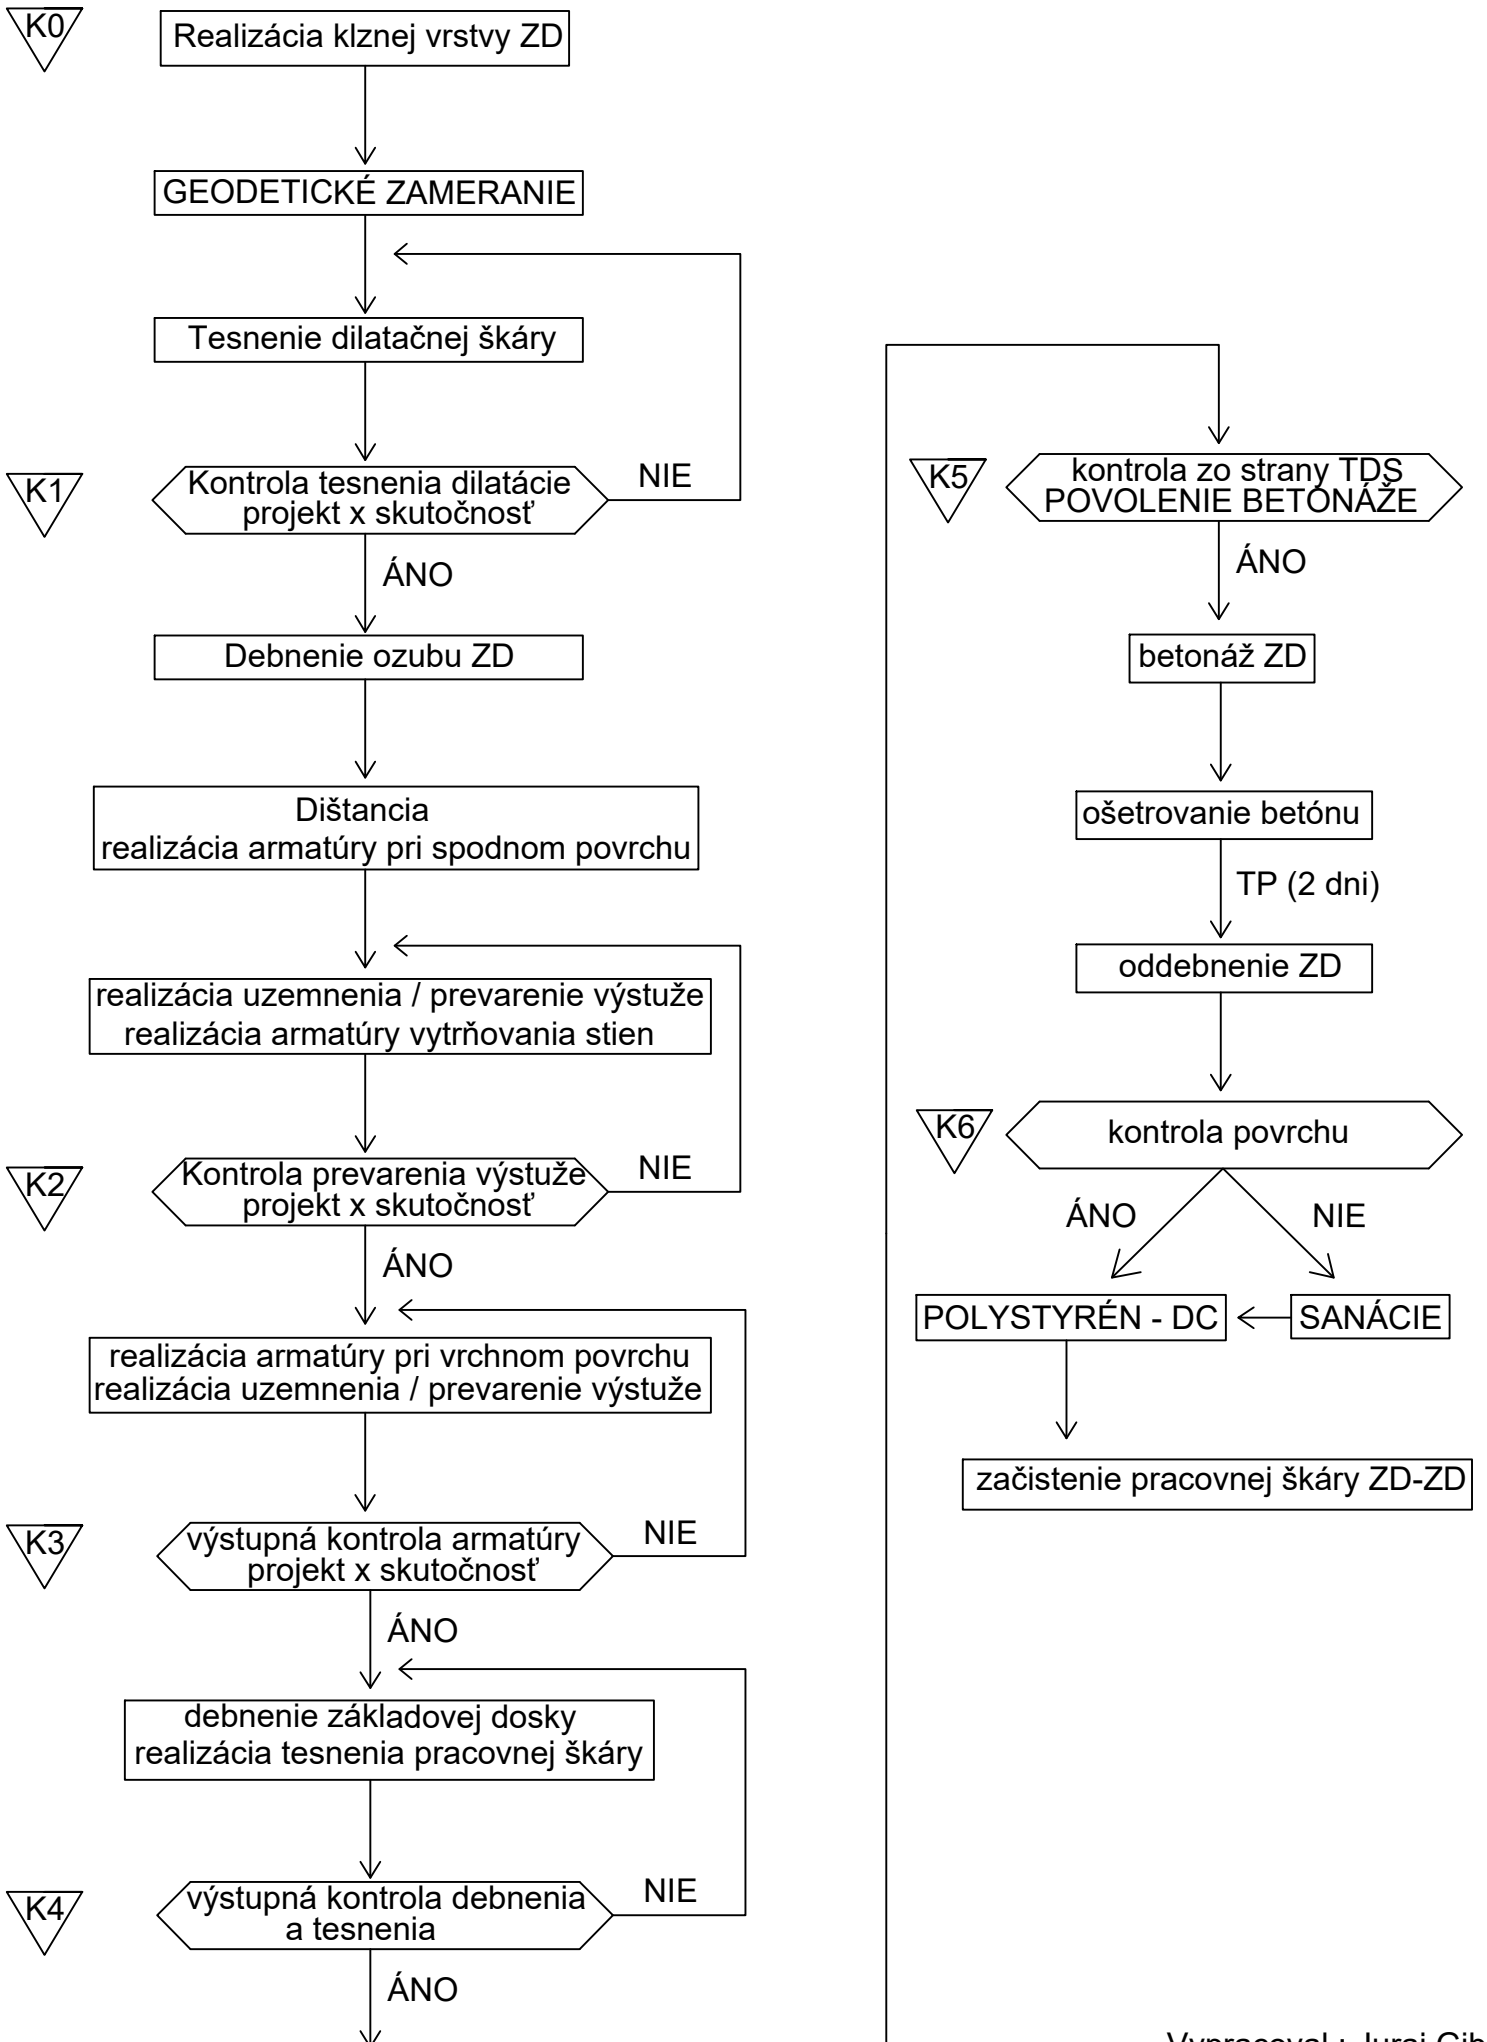 K0
Realizácia klznej vrstvy ZD
GEODETICKÉ ZAMERANIE
Tesnenie dilatačnej škáry
K1
Kontrola tesnenia dilatácie
projekt x skutočnosť
NIE
ÁNO
Debnenie ozubu ZD
Dištancia
realizácia armatúry pri spodnom povrchu
realizácia uzemnenia / prevarenie výstuže
realizácia armatúry vytrňovania stien
K2
Kontrola prevarenia výstuže
projekt x skutočnosť
NIE
ÁNO
realizácia armatúry pri vrchnom povrchu
realizácia uzemnenia / prevarenie výstuže
K3
výstupná kontrola armatúry
projekt x skutočnosť
NIE
ÁNO
debnenie základovej dosky
realizácia tesnenia pracovnej škáry
K4
výstupná kontrola debnenia
a tesnenia
NIE
ÁNO
K5
kontrola zo strany TDS
POVOLENIE BETONÁŽE
ÁNO
betonáž ZD
ošetrovanie betónu
TP (2 dni)
oddebnenie ZD
K6
kontrola povrchu
ÁNO
NIE
POLYSTYRÉN - DC
SANÁCIE
začistenie pracovnej škáry ZD-ZD
Vypracoval : Juraj